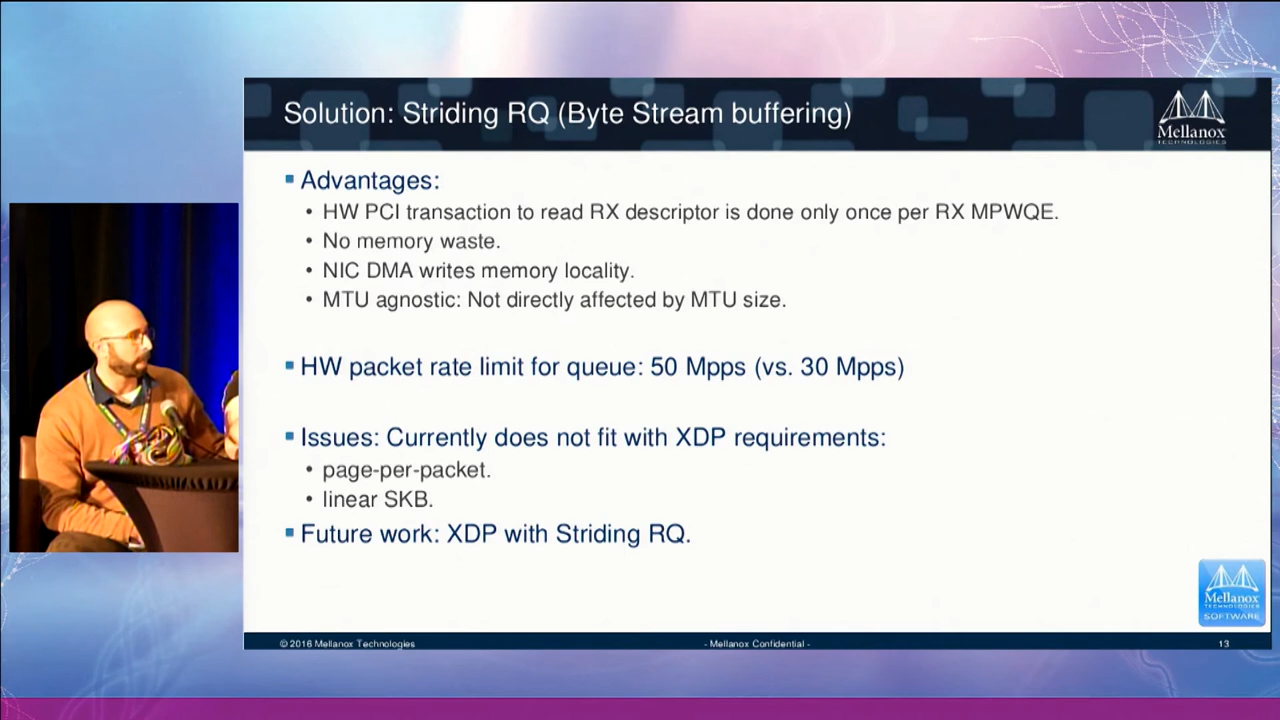 Solution: Striding RQ (Byte Stream buffering)
Mellanox
TECHNOLOGIES
▪ Advantages:
• HW PCI transaction to read RX descriptor is done only once per RX MPWQE.
• No memory waste.
• NIC DMA writes memory locality.
• MTU agnostic: Not directly affected by MTU size.
▪ HW packet rate limit for queue: 50 Mpps (vs. 30 Mpps)
▪ Issues: Currently does not fit with XDP requirements:
• page-per-packet.
• linear SKB.
▪ Future work: XDP with Striding RQ.
Mellanox
TECHNOLOGIES
SOFTWARE
© 2016 Mellanox Technologies
- Mellanox Confidential -
13